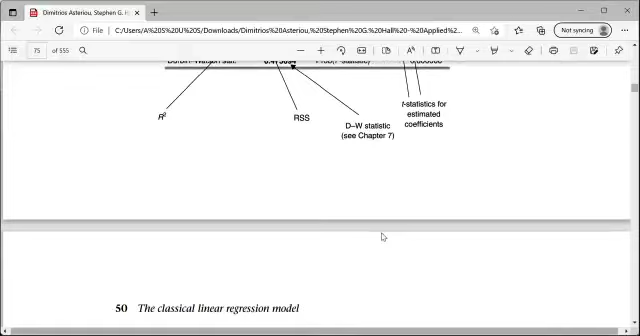 Dimitrios Asteriou, Stephen G. H
Not syncing
File
C:/Users/A%20S%20U%20S/Downloads/Dimitrios%20Asteriou,%20Stephen%20G.%20Hall%20-%20Applied%2...
75 of 555
R²
RSS
D–W statistic
(see Chapter 7)
t-statistics for
estimated
coefficients
50 The classical linear regression model